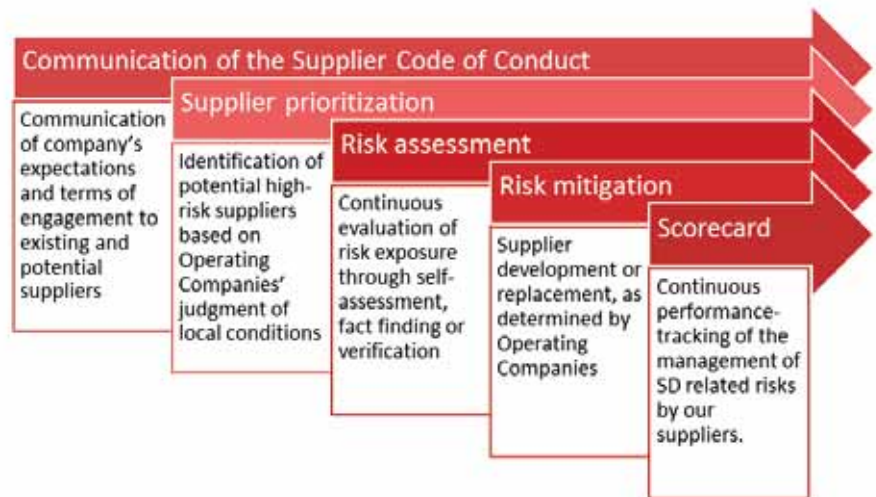 Communication of the Supplier Code of Conduct
Communication
of company's
expectations
and terms of
engagement to
existing and
potential
suppliers
Supplier prioritization
Identification of
potential high-
risk suppliers
based on
Operating
Companies'
judgment of
local conditions
Risk assessment
Continuous
evaluation of
risk exposure
through self-
assessment,
fact finding or
verification
Risk mitigation
Supplier
development or
replacement, as
determined by
Operating
Companies
Scorecard
Continuous
performance-
tracking of the
management of
SD related risks
by our
suppliers.